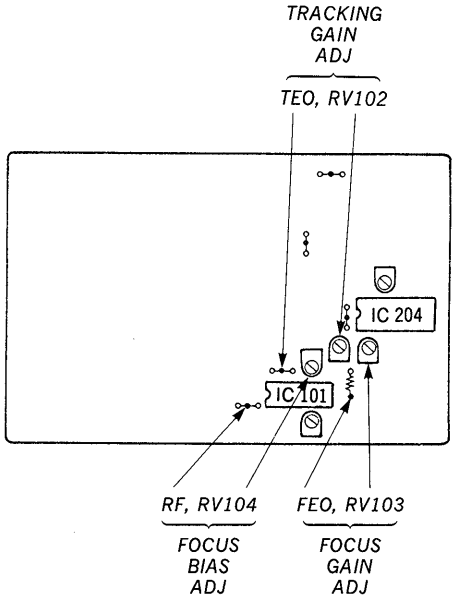 TRACKING
GAIN
ADJ
TEO, RV102
IC 204
IC 101
RF, RV104
FEO, RV103
FOCUS
BIAS
ADJ
FOCUS
GAIN
ADJ